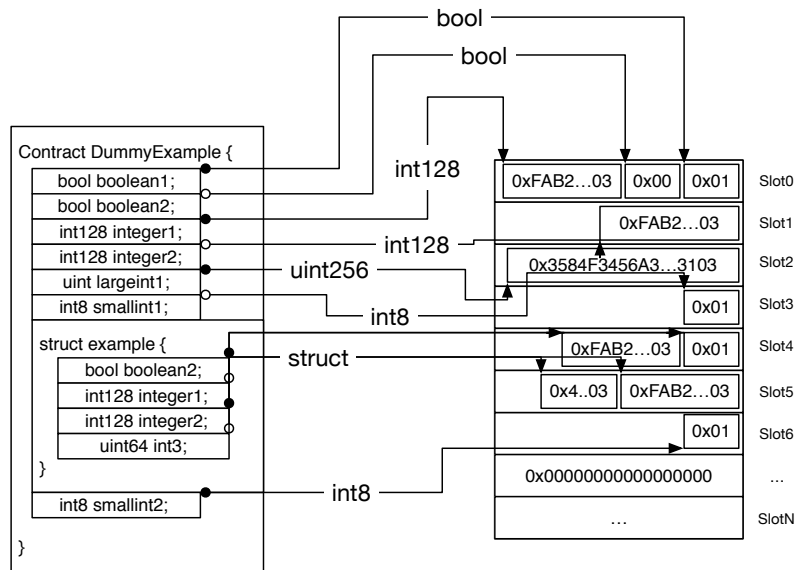 bool
bool
Contract DummyExample {
bool boolean1;
bool boolean2;
int128 integer1;
int128 integer2;
uint largeint1;
int8 smallint1;
struct example {
bool boolean2;
int128 integer1;
int128 integer2;
uint64 int3;
}
int8 smallint2;
}
int128
int128
uint256
int8
struct
int8
0xFAB2...03 0x00 0x01 Slot0
0xFAB2...03 Slot1
0x3584F3456A3...3103 Slot2
0x01 Slot3
0xFAB2...03 0x01 Slot4
0x4..03 0xFAB2...03 Slot5
0x01 Slot6
0x00000000000000000 ...
... SlotN